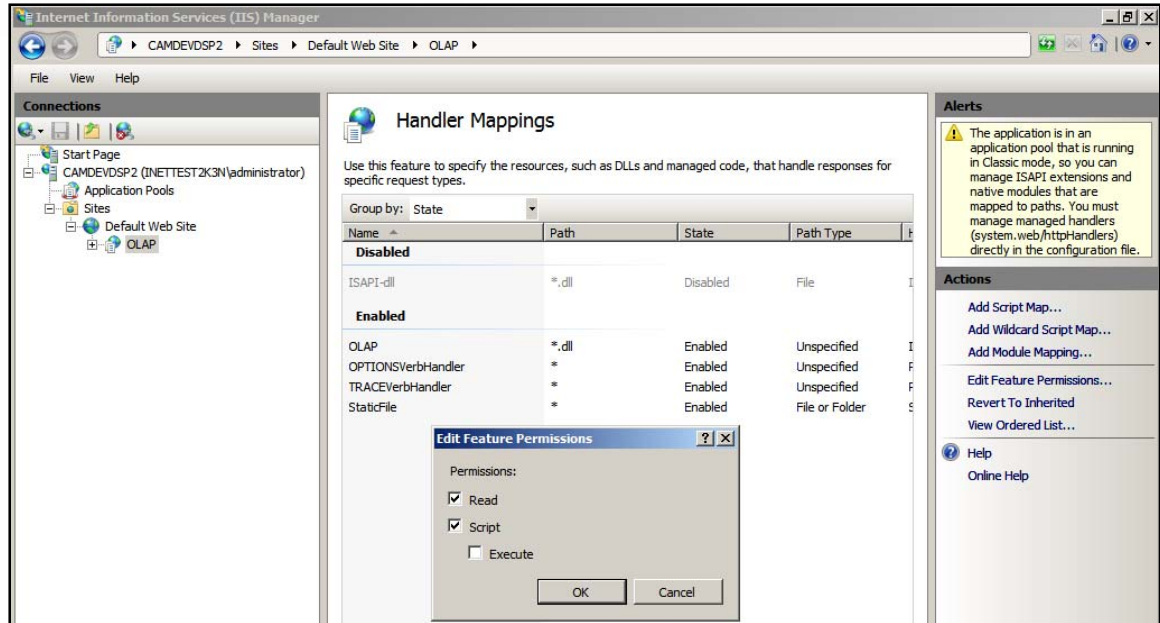 Internet Information Services (IIS) Manager
CAMDEVDSP2 Sites Default Web Site OLAP
File View Help
Connections
Start Page
CAMDEVDSP2 (INETTEST2K3N\administrator)
Application Pools
Sites
Default Web Site
OLAP
Handler Mappings
Use this feature to specify the resources, such as DLLs and managed code, that handle responses for
specific request types.
Group by: State
Name Path State Path Type
Disabled
ISAPI-dll *.dll Disabled File
Enabled
OLAP *.dll Enabled Unspecified
OPTIONSVerbHandler * Enabled Unspecified
TRACEVerbHandler * Enabled Unspecified
StaticFile * Enabled File or Folder
Edit Feature Permissions
Permissions:
Read
Script
Execute
OK Cancel
Alerts
The application is in an
application pool that is running
in Classic mode, so you can
manage ISAPI extensions and
native modules that are
mapped to paths. You must
manage managed handlers
(system.web/httpHandlers)
directly in the configuration file.
Actions
Add Script Map...
Add Wildcard Script Map...
Add Module Mapping...
Edit Feature Permissions...
Revert To Inherited
View Ordered List...
Help
Online Help